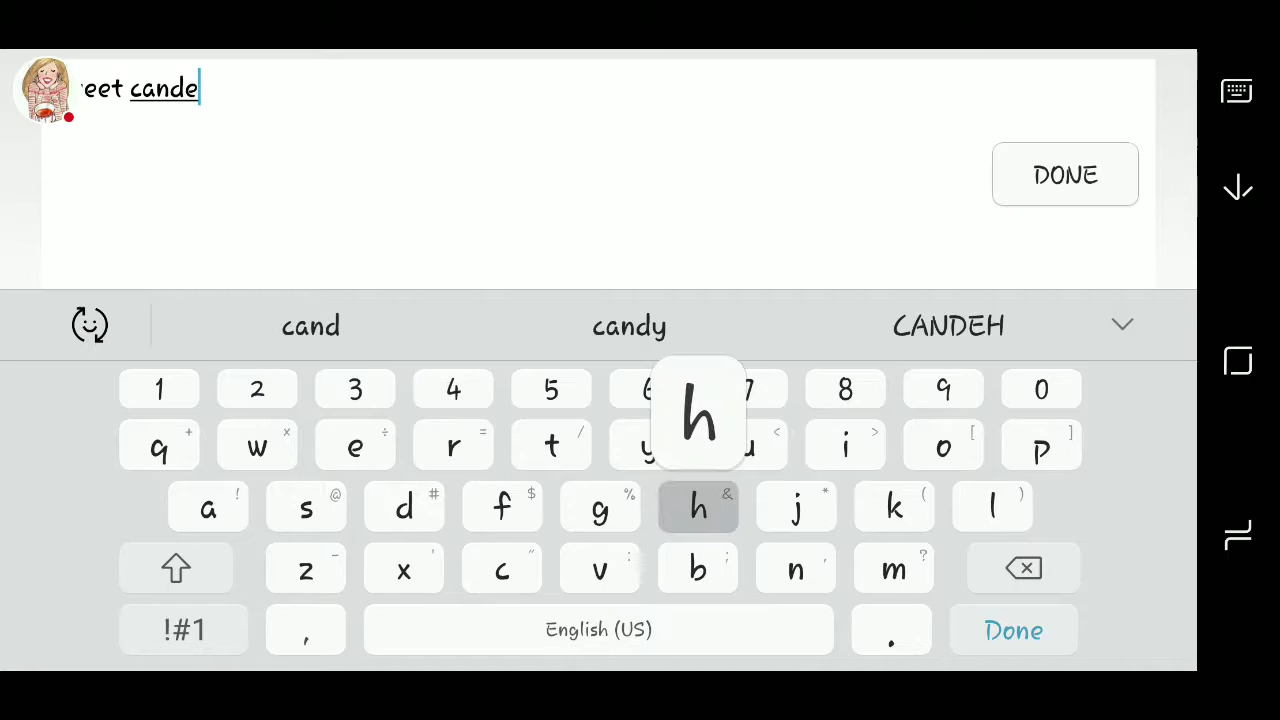 eet cande
DONE
cand candy CANDEH
1 2 3 4 5 6 7 8 9 0
h
q + w × e ÷ r = t / y u < i > o [ p ]
a ! s @ d # f $ g % h & j * k ( l )
z - x ' c " v : b ; n , m ?
!#1 , English (US) . Done